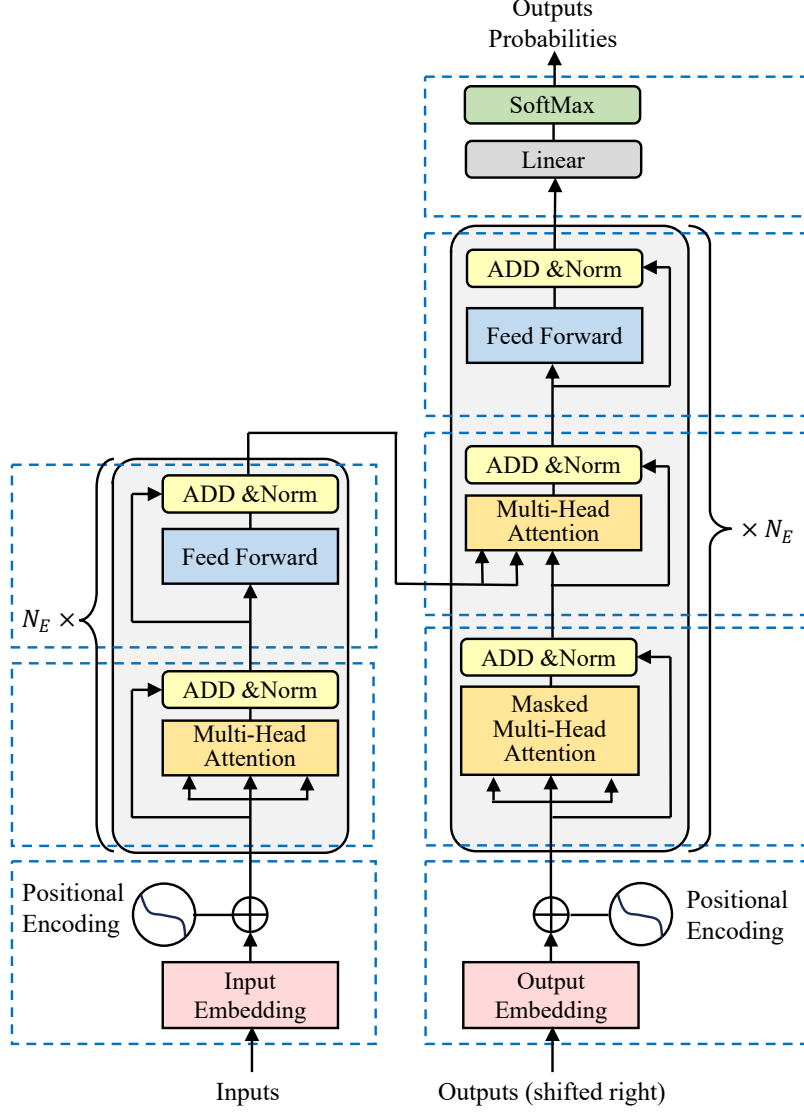 Outputs
Probabilities
SoftMax
Linear
ADD &Norm
Feed Forward
ADD &Norm
Multi-Head
Attention
× N_E
ADD &Norm
Masked
Multi-Head
Attention
ADD &Norm
Feed Forward
N_E ×
ADD &Norm
Multi-Head
Attention
Positional
Encoding
Input
Embedding
Inputs
Positional
Encoding
Output
Embedding
Outputs (shifted right)